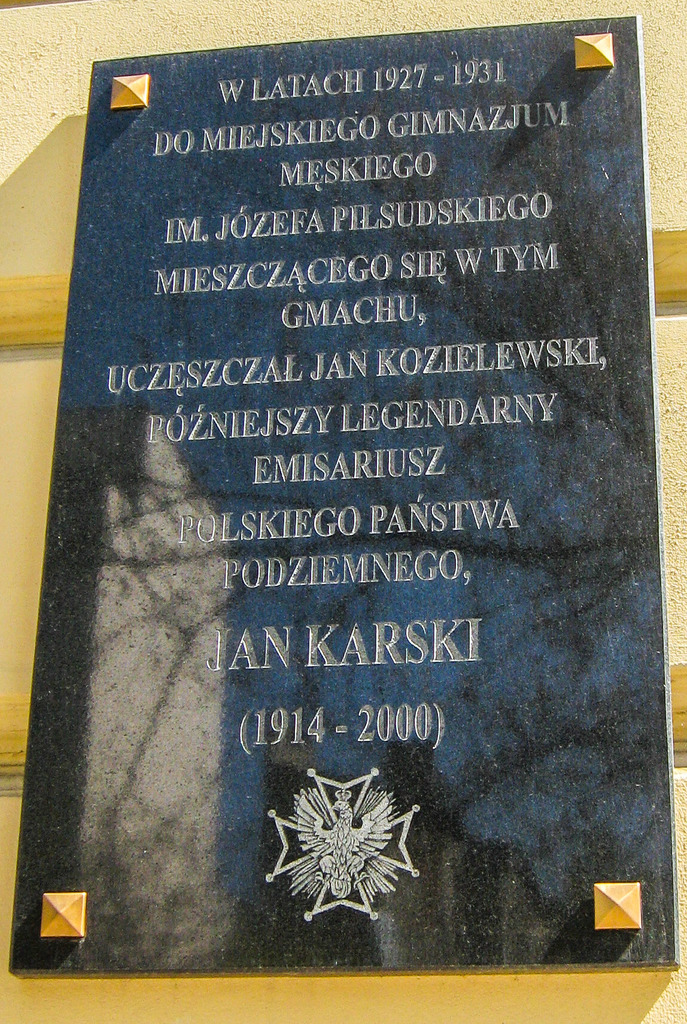 W LATACH 1927 - 1931
DO MIEJSKIEGO GIMNAZJUM
MĘSKIEGO
IM. JÓZEFA PIŁSUDSKIEGO
MIESZCZĄCEGO SIĘ W TYM
GMACHU,
UCZĘSZCZAŁ JAN KOZIELEWSKI,
PÓŹNIEJSZY LEGENDARNY
EMISARIUSZ
POLSKIEGO PAŃSTWA
PODZIEMNEGO,
JAN KARSKI
(1914 - 2000)